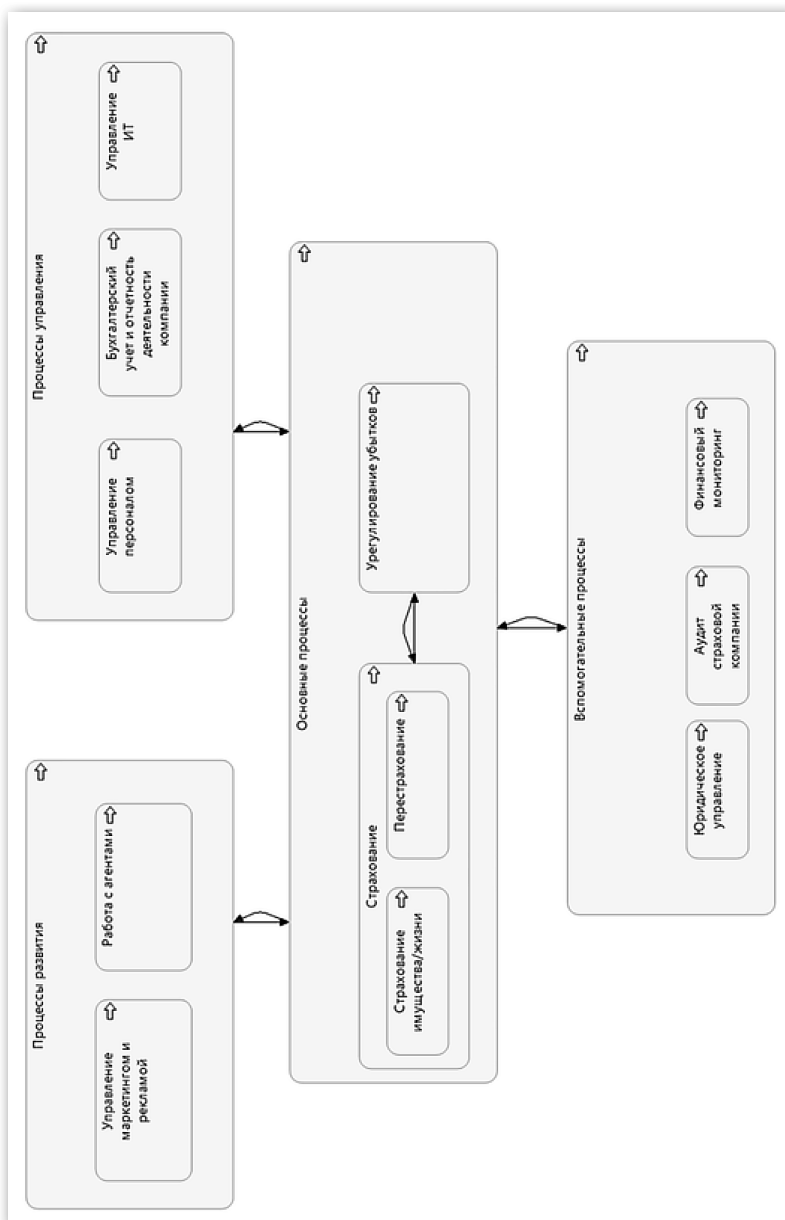 Процессы развития
Управление
маркетингом и
рекламой
Работа с агентами
Процессы управления
Управление
персоналом
Бухгалтерский
учет и отчетность
деятельности
компании
Управление
ИТ
Основные процессы
Страхование
Страхование
имущества/жизни
Перестрахование
Урегулирование убытков
Вспомогательные процессы
Юридическое
управление
Аудит
страховой
компании
Финансовый
мониторинг